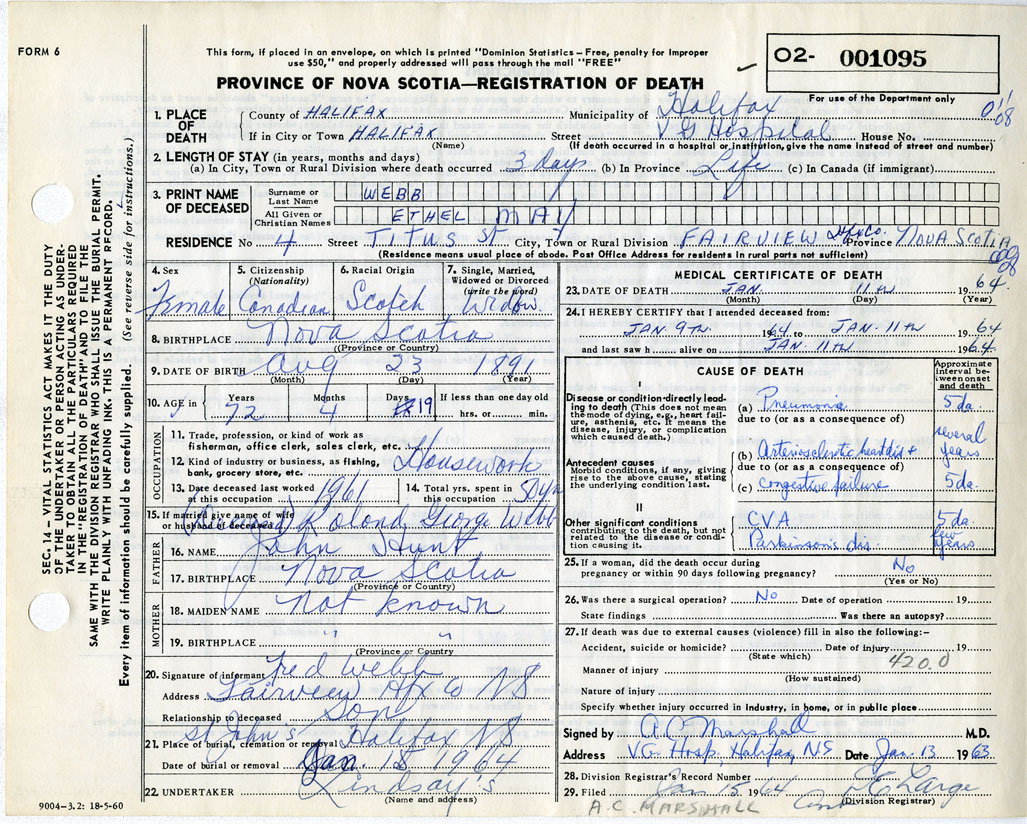 FORM 6
This form, if placed in an envelope, on which is printed "Dominion Statistics – Free, penalty for improper
use $50," and properly addressed will pass through the mail "FREE"
PROVINCE OF NOVA SCOTIA—REGISTRATION OF DEATH
O2- 001095
For use of the Department only
1. PLACE OF DEATH
County of HALIFAX Municipality of Halifax
If in City or Town HALIFAX Street V G Hospital House No.
(Name) (If death occurred in a hospital or institution, give the name instead of street and number)
2. LENGTH OF STAY (in years, months and days)
(a) In City, Town or Rural Division where death occurred 3 days (b) In Province Life (c) In Canada (if immigrant)
3. PRINT NAME OF DECEASED
Surname or Last Name WEBB
All Given or Christian Names ETHEL MAY
RESIDENCE No 4 Street TITUS ST City, Town or Rural Division FAIRVIEW HFX CO. Province NOVA SCOTIA
(Residence means usual place of abode. Post Office Address for residents in rural parts not sufficient)
4. Sex Female
5. Citizenship (Nationality) Canadian
6. Racial Origin Scotch
7. Single, Married, Widowed or Divorced (write the word) Widow
8. BIRTHPLACE Nova Scotia
((Province or Country)
9. DATE OF BIRTH Aug 23 1891
(Month) (Day) (Year)
10. AGE in Years 72 Months 4 Days 19 If less than one day old hrs. or min.
OCCUPATION
11. Trade, profession, or kind of work as fisherman, office clerk, sales clerk, etc.
12. Kind of industry or business, as fishing, bank, grocery store, etc. Housework
13. Date deceased last worked at this occupation 1961
14. Total yrs. spent in this occupation 50 yrs
15. If married give name of wife or husband of deceased Roland George Webb
FATHER
16. NAME John Hunt
17. BIRTHPLACE Nova Scotia
(Province or Country)
MOTHER
18. MAIDEN NAME Not known
19. BIRTHPLACE " "
(Province or Country
20. Signature of informant Fred Webb
Address Fairview Hfx Co NS
Relationship to deceased Son
21. Place of burial, cremation or removal St John's Halifax NS
Date of burial or removal Jan. 15 1964
22. UNDERTAKER Lindsay's
(Name and address)
9004–3.2: 18-5-60
SEC. 14 – VITAL STATISTICS ACT MAKES IT THE DUTY
OF THE UNDERTAKER OR PERSON ACTING AS UNDER-
TAKER TO OBTAIN ALL THE PARTICULARS REQUIRED
IN THE "REGISTRATION OF DEATH" AND TO FILE THE
SAME WITH THE DIVISION REGISTRAR WHO SHALL ISSUE THE BURIAL PERMIT.
WRITE PLAINLY WITH UNFADING INK. THIS IS A PERMANENT RECORD.
Every item of information should be carefully supplied. (See reverse side for instructions.)
MEDICAL CERTIFICATE OF DEATH
23. DATE OF DEATH JAN. 11TH 1964.
(Month) (Day) (Year)
24. I HEREBY CERTIFY that I attended deceased from:
JAN. 9TH 1964 to JAN. 11TH 1964
and last saw h alive on JAN. 11TH 1964.
CAUSE OF DEATH
Approximate interval between onset and death
I
Disease or condition directly leading to death (This does not mean the mode of dying, e.g., heart failure, asthenia, etc. It means the disease, injury, or complication which caused death.)
(a) Pneumonia 5 da
due to (or as a consequence of)
Antecedent causes
Morbid conditions, if any, giving rise to the above cause, stating the underlying condition last.
(b) Arteriosclerotic heart dis + several years
due to (or as a consequence of)
(c) congestive failure 5 da.
II
Other significant conditions contributing to the death, but not related to the disease or condition causing it.
CVA 5 da
Parkinson's dis. few years
25. If a woman, did the death occur during pregnancy or within 90 days following pregnancy? No
(Yes or No)
26. Was there a surgical operation? No Date of operation 19
State findings Was there an autopsy?
27. If death was due to external causes (violence) fill in also the following:–
Accident, suicide or homicide? Date of injury 19
(State which) 420.0
Manner of injury
(How sustained)
Nature of injury
Specify whether injury occurred in Industry, in home, or in public place
Signed by A.C. Marshall M.D.
Address V.G. Hosp, Halifax, N.S Date Jan. 13 1963
28. Division Registrar's Record Number
29. Filed Jan 15 1964
(Division Registrar)
A.C. MARSHALL